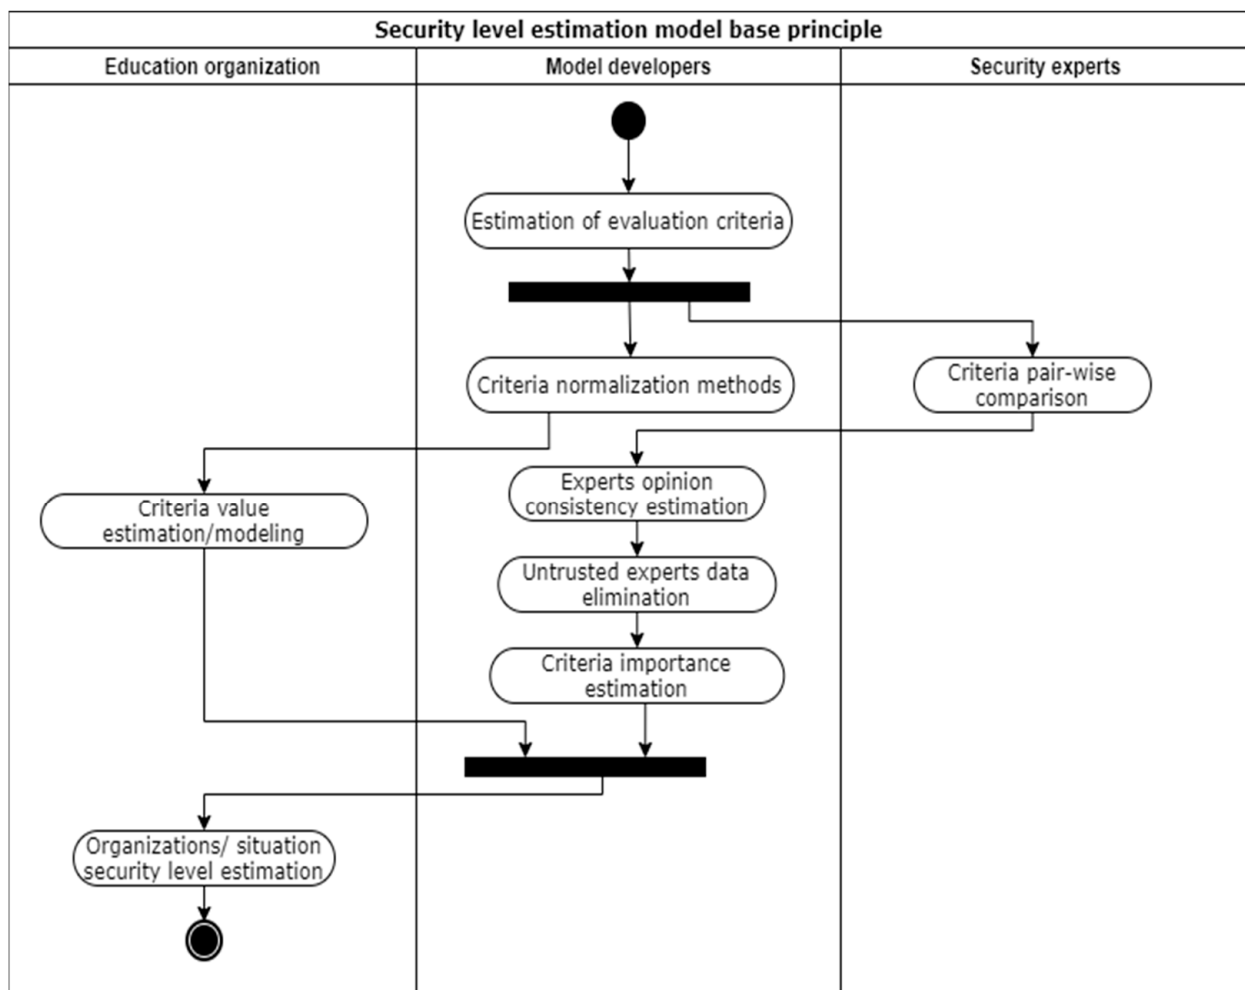 Security level estimation model base principle
Education organization
Model developers
Security experts
Estimation of evaluation criteria
Criteria normalization methods
Criteria pair-wise
comparison
Experts opinion
consistency estimation
Criteria value
estimation/modeling
Untrusted experts data
elimination
Criteria importance
estimation
Organizations/ situation
security level estimation